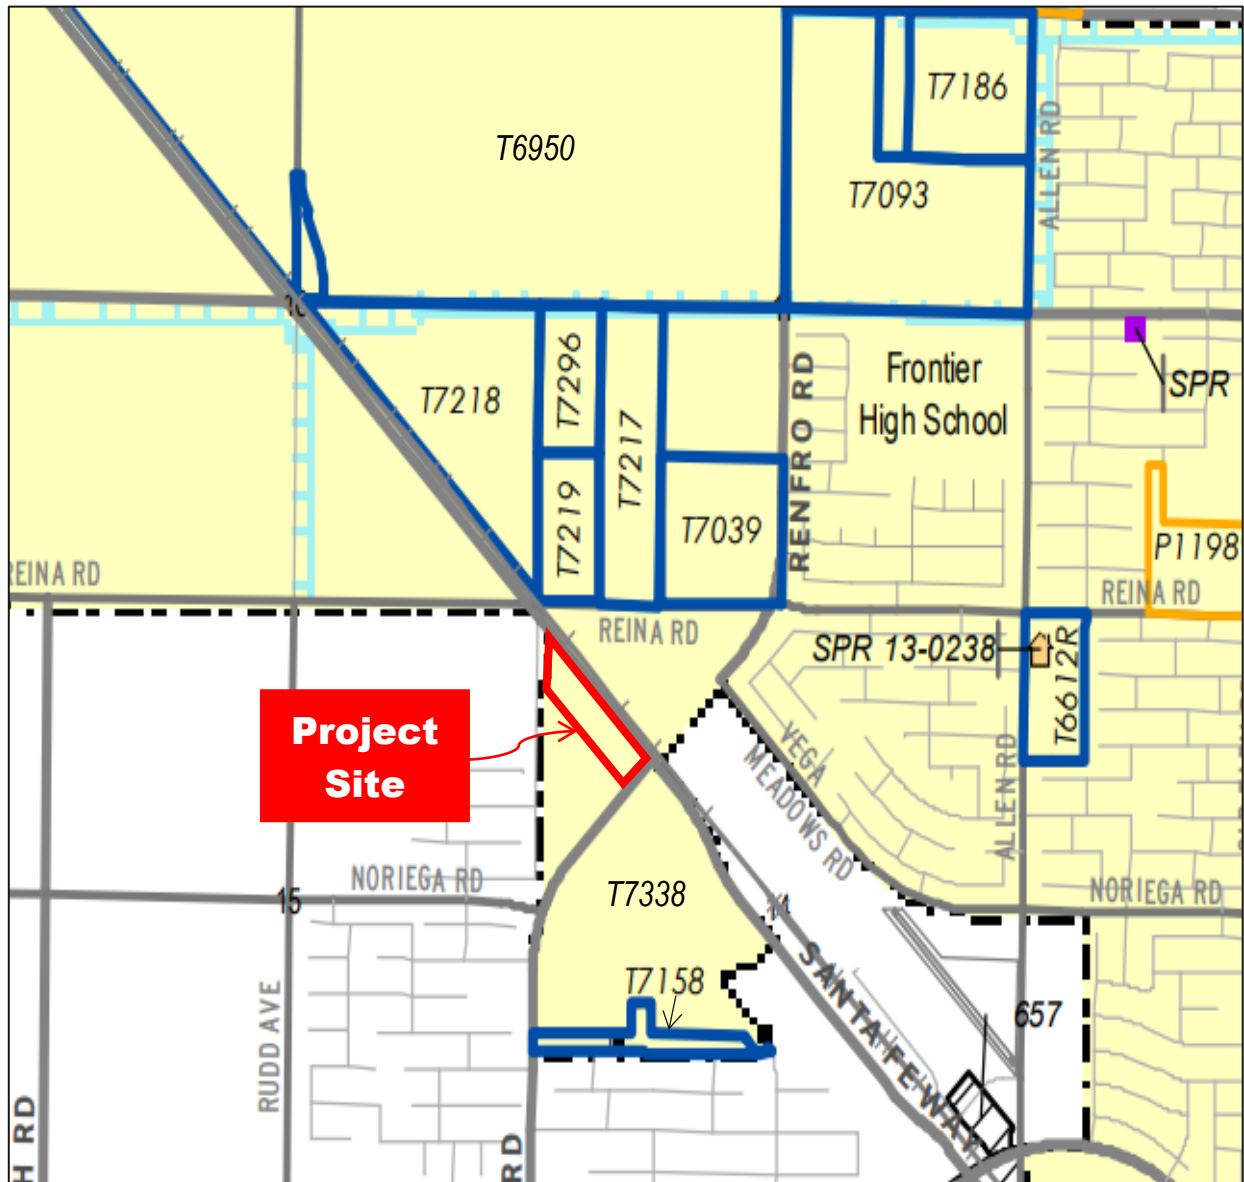 T7186
T6950
ALLEN RD
T7093
16
T7296
Frontier
High School
SPR
T7218
RENFRO RD
T7217
T7219
T7039
P1198
REINA RD
REINA RD
REINA RD
SPR 13-0238
T6612R
Project
Site
VEGA
MEADOWS RD
ALLEN RD
NORIEGA RD
T7338
NORIEGA RD
15
T7158
SANTA FE WAY
657
RUDD AVE
H RD
RD